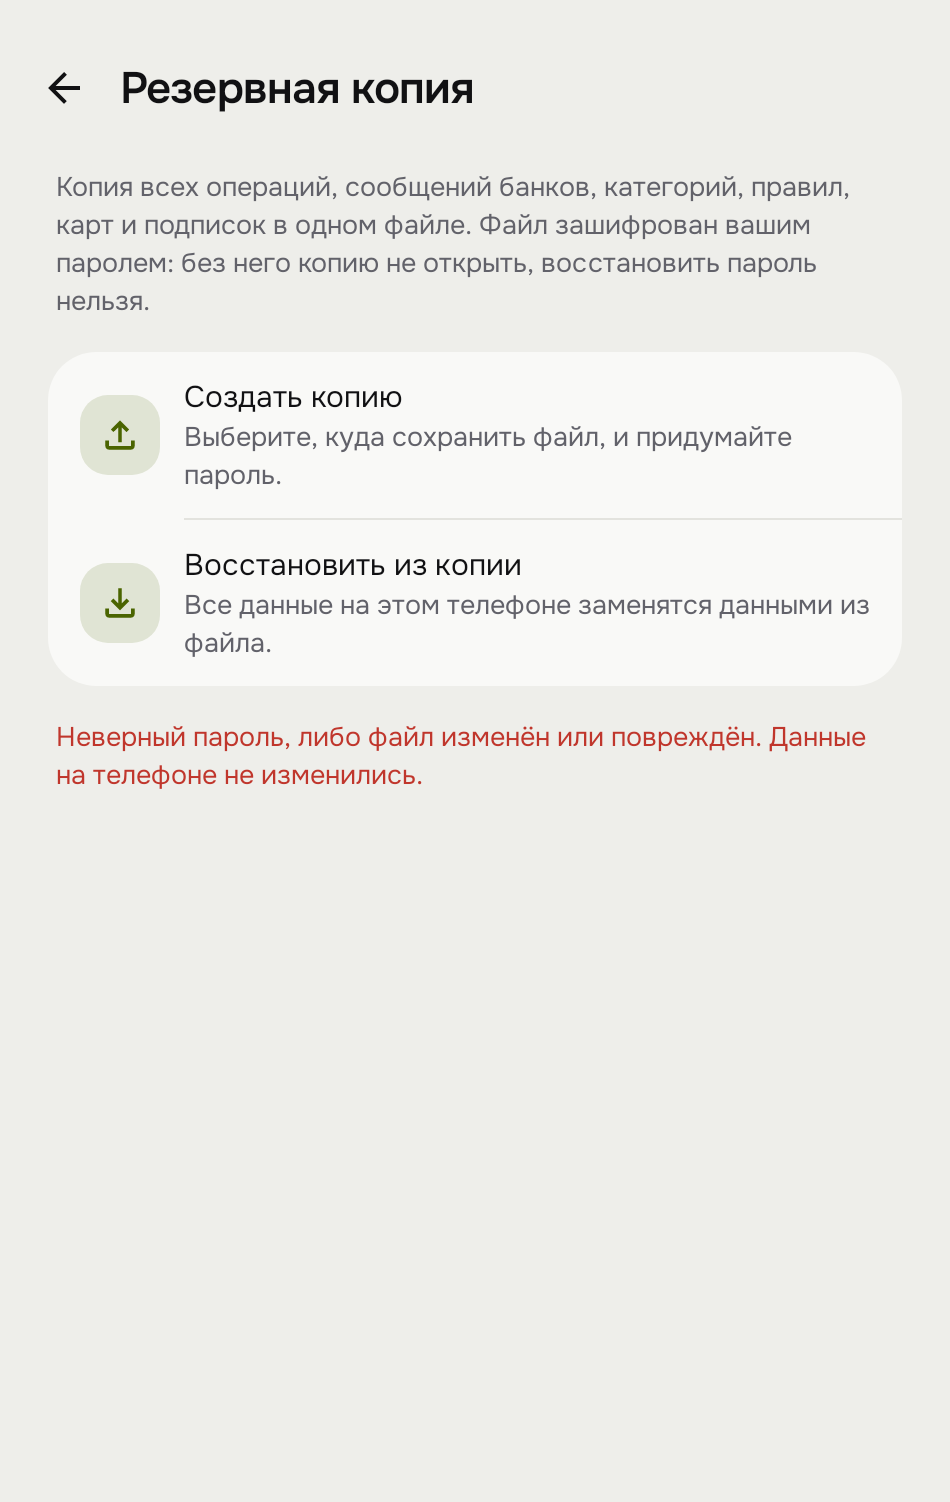 Резервная копия
Копия всех операций, сообщений банков, категорий, правил,
карт и подписок в одном файле. Файл зашифрован вашим
паролем: без него копию не открыть, восстановить пароль
нельзя.
Создать копию
Выберите, куда сохранить файл, и придумайте
пароль.
Восстановить из копии
Все данные на этом телефоне заменятся данными из
файла.
Неверный пароль, либо файл изменён или повреждён. Данные
на телефоне не изменились.